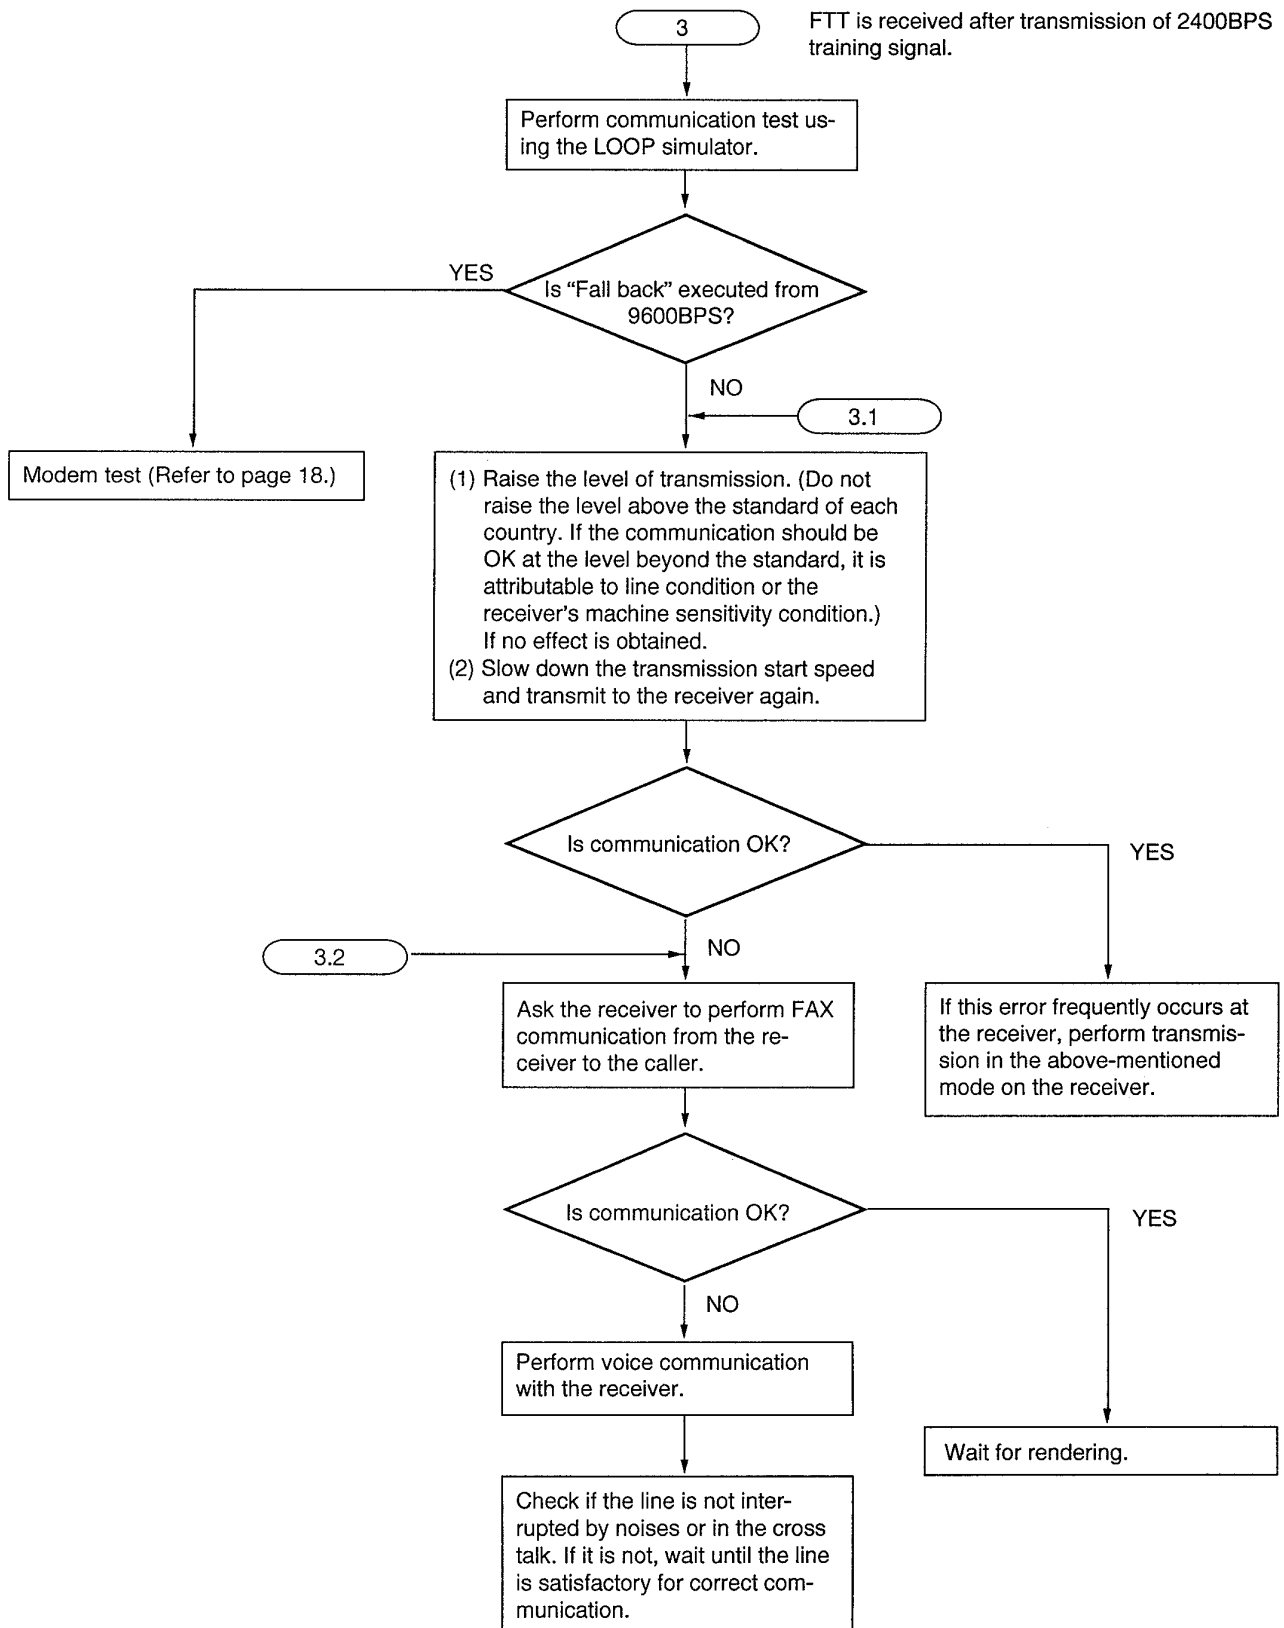 3
FTT is received after transmission of 2400BPS
training signal.
Perform communication test us-
ing the LOOP simulator.
YES
Is “Fall back” executed from
9600BPS?
NO
3.1
Modem test (Refer to page 18.)
(1) Raise the level of transmission. (Do not
raise the level above the standard of each
country. If the communication should be
OK at the level beyond the standard, it is
attributable to line condition or the
receiver's machine sensitivity condition.)
If no effect is obtained.
(2) Slow down the transmission start speed
and transmit to the receiver again.
Is communication OK?
YES
NO
3.2
Ask the receiver to perform FAX
communication from the re-
ceiver to the caller.
If this error frequently occurs at
the receiver, perform transmis-
sion in the above-mentioned
mode on the receiver.
Is communication OK?
YES
NO
Perform voice communication
with the receiver.
Wait for rendering.
Check if the line is not inter-
rupted by noises or in the cross
talk. If it is not, wait until the line
is satisfactory for correct com-
munication.